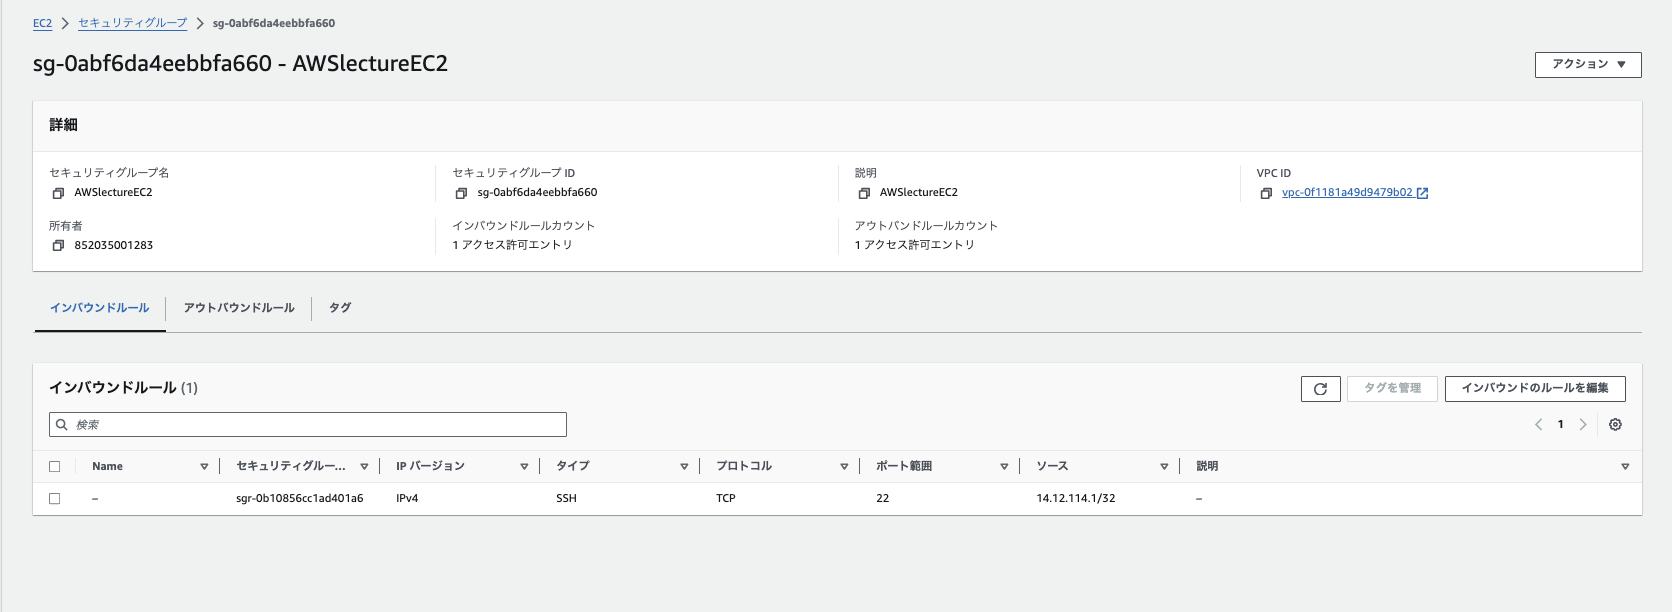 EC2 > セキュリティグループ > sg-0abf6da4eebbfa660
sg-0abf6da4eebbfa660 - AWSlectureEC2
アクション ▼
詳細
セキュリティグループ名
AWSlectureEC2
セキュリティグループ ID
sg-0abf6da4eebbfa660
説明
AWSlectureEC2
VPC ID
vpc-0f1181a49d9479b02
所有者
852035001283
インバウンドルールカウント
1 アクセス許可エントリ
アウトバンドルールカウント
1 アクセス許可エントリ
インバウンドルール アウトバウンドルール タグ
インバウンドルール (1)
タグを管理 インバウンドのルールを編集
検索
1
Name セキュリティグルー... IP バージョン タイプ プロトコル ポート範囲 ソース 説明
– sgr-0b10856cc1ad401a6 IPv4 SSH TCP 22 14.12.114.1/32 –